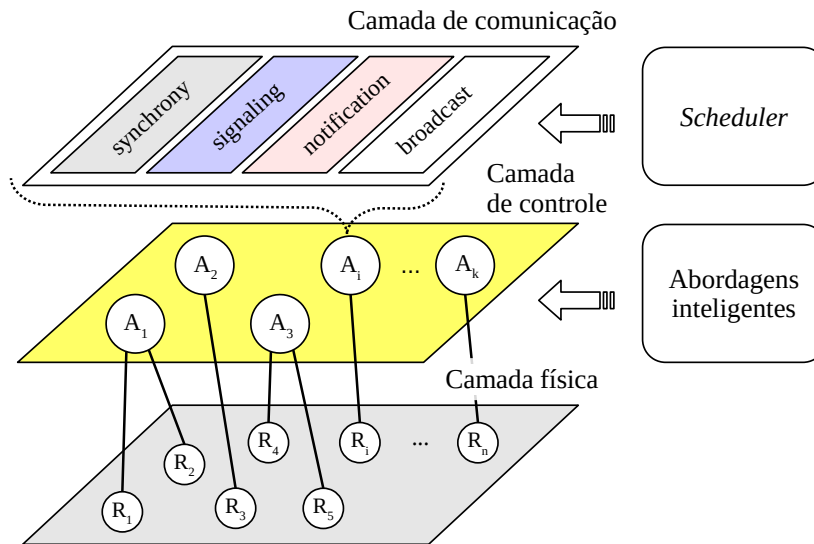 Camada de comunicação
synchrony
signaling
notification
broadcast
Scheduler
Camada
de controle
A₁
A₂
A₃
Aᵢ
...
Aₖ
Abordagens
inteligentes
Camada física
R₁
R₂
R₃
R₄
R₅
Rᵢ
...
Rₙ